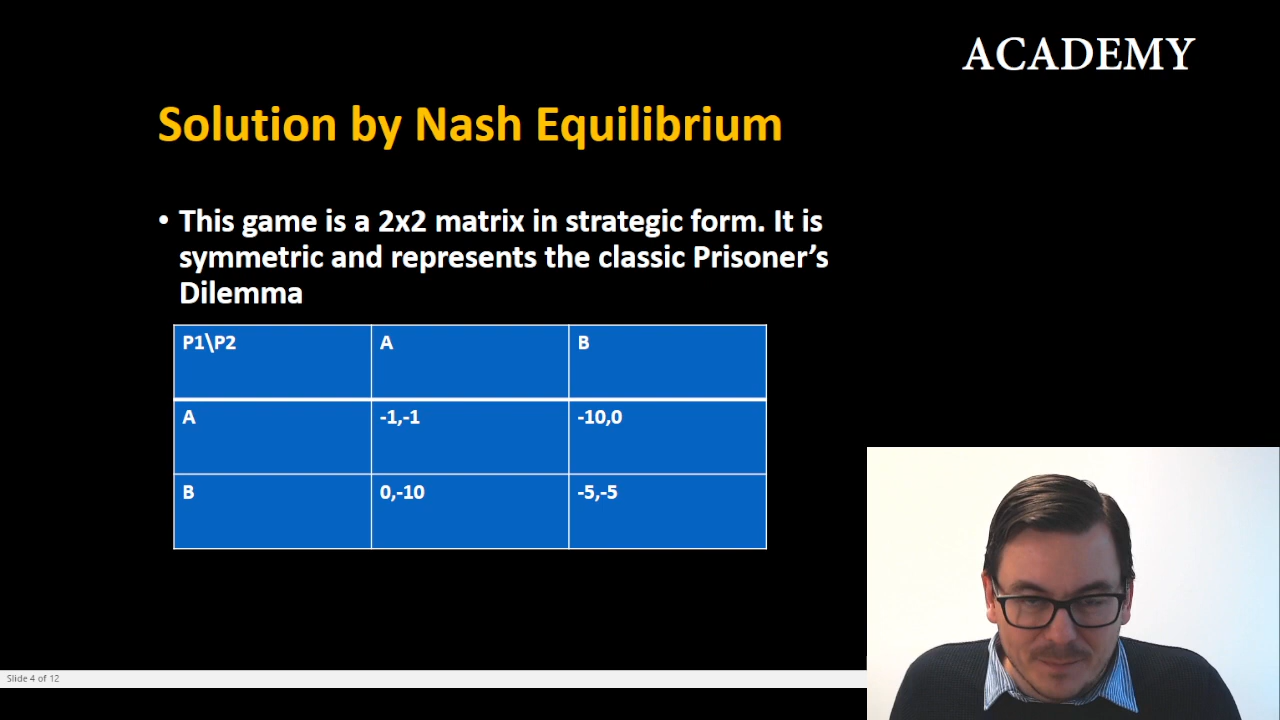 ACADEMY
Solution by Nash Equilibrium
• This game is a 2x2 matrix in strategic form. It is
symmetric and represents the classic Prisoner’s
Dilemma
P1\P2 A B
A -1,-1 -10,0
B 0,-10 -5,-5
Slide 4 of 12